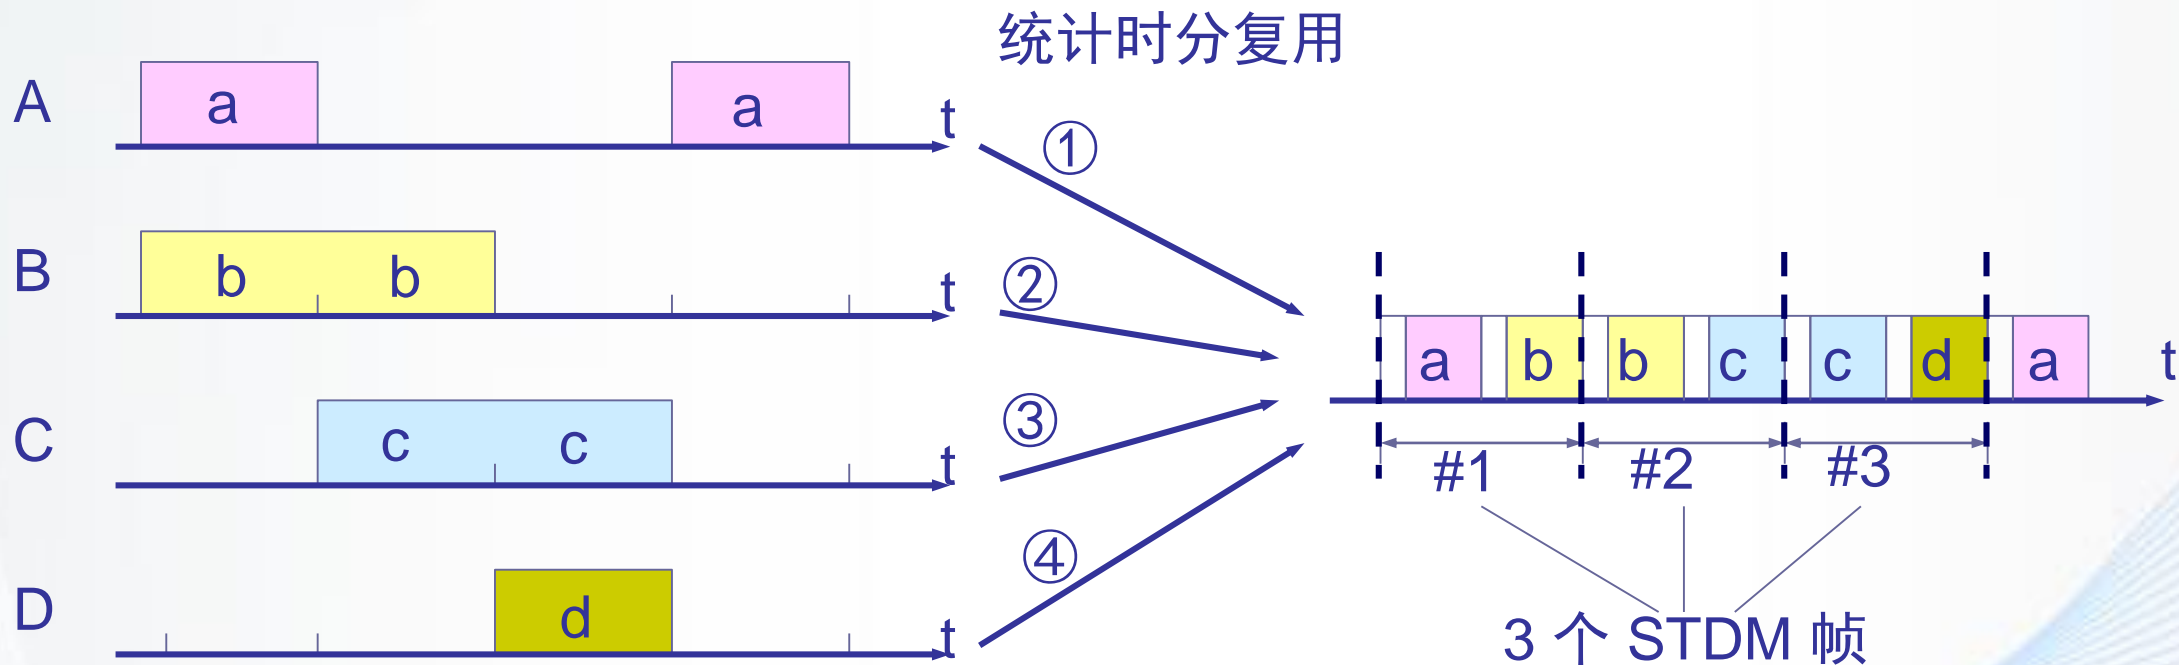 统计时分复用
A a a t
①
B b b t
②
a b b c c d a t
C c c t
③
#1 #2 #3
D d t
④
3 个 STDM 帧